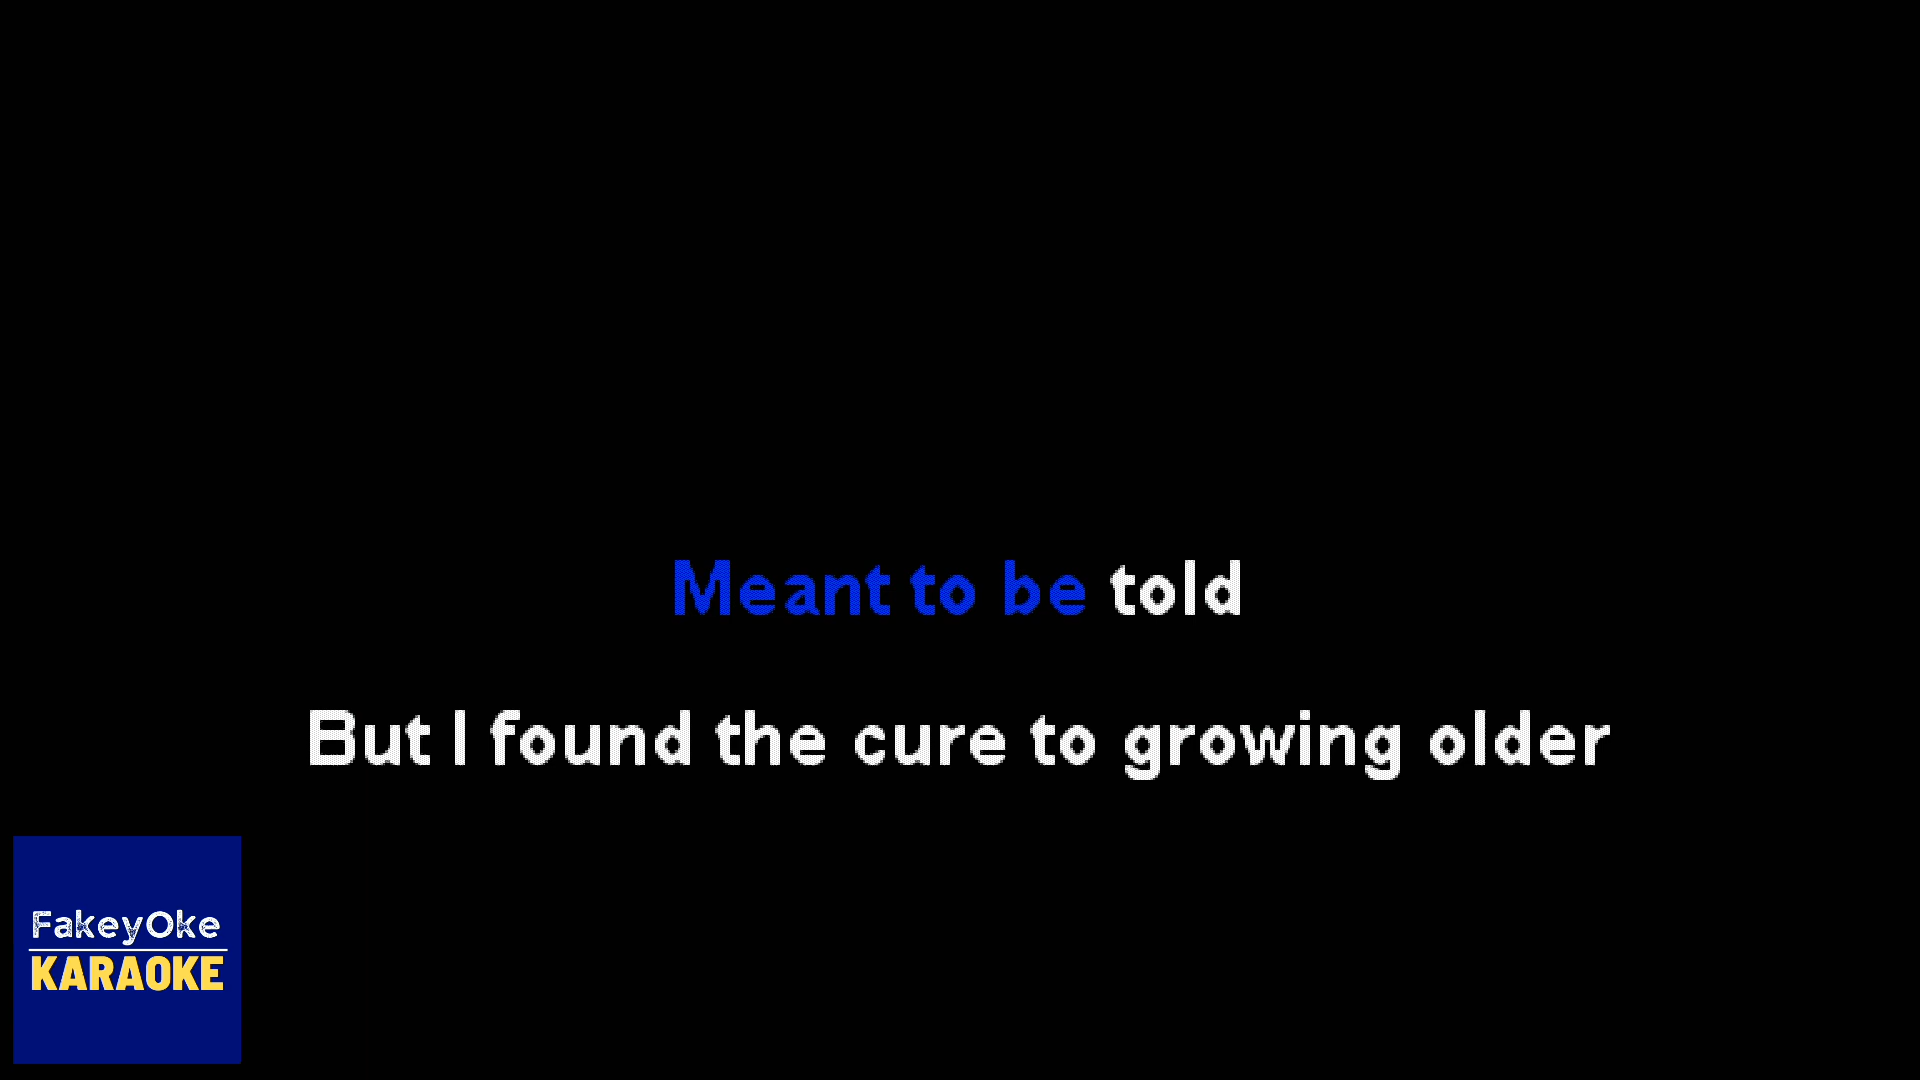 Meant to be told
But I found the cure to growing older
FakeyOke
KARAOKE